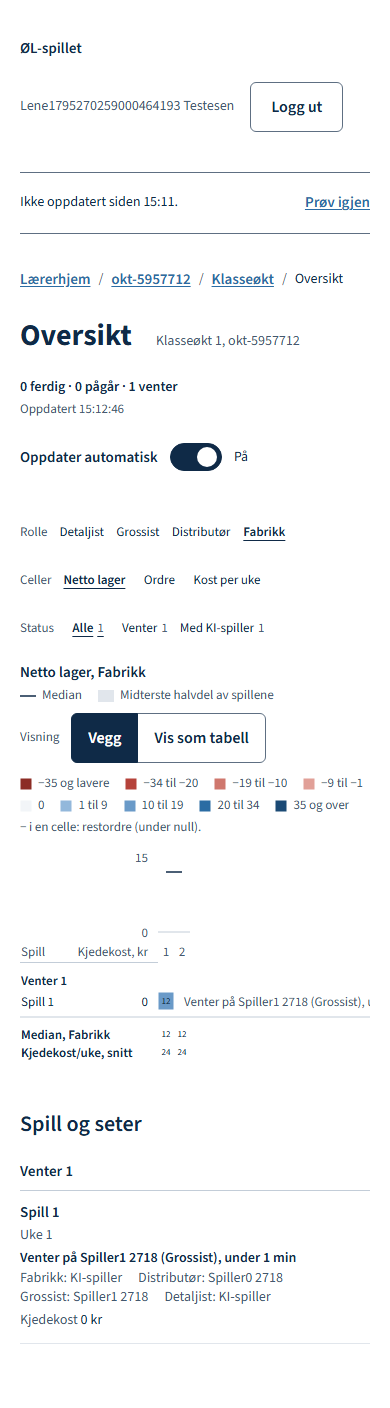 ØL-spillet
Lene1795270259000464193 Testesen Logg ut
Ikke oppdatert siden 15:11. Prøv igjen
Lærerhjem / okt-5957712 / Klasseøkt / Oversikt
Oversikt Klasseøkt 1, okt-5957712
0 ferdig · 0 pågår · 1 venter
Oppdatert 15:12:46
Oppdater automatisk På
Rolle Detaljist Grossist Distributør Fabrikk
Celler Netto lager Ordre Kost per uke
Status Alle 1 Venter 1 Med KI-spiller 1
Netto lager, Fabrikk
Median Midterste halvdel av spillene
Visning Vegg Vis som tabell
−35 og lavere −34 til −20 −19 til −10 −9 til −1
0 1 til 9 10 til 19 20 til 34 35 og over
− i en celle: restordre (under null).
15
0
Spill Kjedekost, kr 1 2
Venter 1
Spill 1 0 12 Venter på Spiller1 2718 (Grossist),
Median, Fabrikk 12 12
Kjedekost/uke, snitt 24 24
Spill og seter
Venter 1
Spill 1
Uke 1
Venter på Spiller1 2718 (Grossist), under 1 min
Fabrikk: KI-spiller Distributør: Spiller0 2718
Grossist: Spiller1 2718 Detaljist: KI-spiller
Kjedekost 0 kr